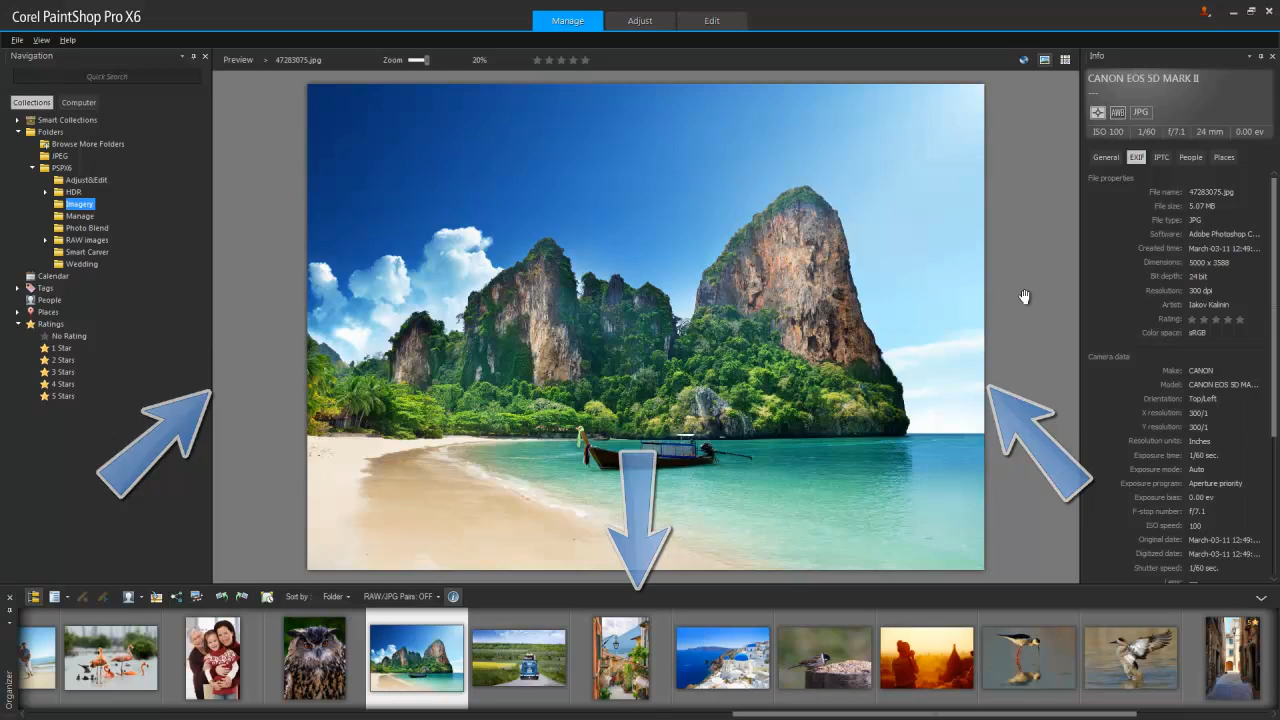 Corel PaintShop Pro X6
Manage Adjust Edit
File View Help
Navigation
Quick Search
Collections Computer
Smart Collections
Folders
Browse More Folders
JPEG
PSPX6
Adjust&Edit
HDR
Imagery
Manage
Photo Blend
RAW images
Smart Carver
Wedding
Calendar
Tags
People
Places
Ratings
No Rating
1 Star
2 Stars
3 Stars
4 Stars
5 Stars
Preview > 47283075.jpg Zoom 20%
Info
CANON EOS 5D MARK II
---
AWB JPG
ISO 100 1/60 f/7.1 24 mm 0.00 ev
General EXIF IPTC People Places
File properties
File name: 47283075.jpg
File size: 5.07 MB
File type: JPG
Software: Adobe Photoshop C...
Created time: March-03-11 12:49:...
Dimensions: 5000 x 3588
Bit depth: 24 bit
Resolution: 300 dpi
Artist: Iakov Kalinin
Rating:
Color space: sRGB
Camera data
Make: CANON
Model: CANON EOS 5D MA...
Orientation: Top/Left
X resolution: 300/1
Y resolution: 300/1
Resolution units: Inches
Exposure time: 1/60 sec.
Exposure mode: Auto
Exposure program: Aperture priority
Exposure bias: 0.00 ev
F-stop number: f/7.1
ISO speed: 100
Original date: March-03-11 12:49:...
Digitized date: March-03-11 12:49:...
Shutter speed: 1/60 sec.
Sort by : Folder RAW/JPG Pairs: OFF
Organizer
5